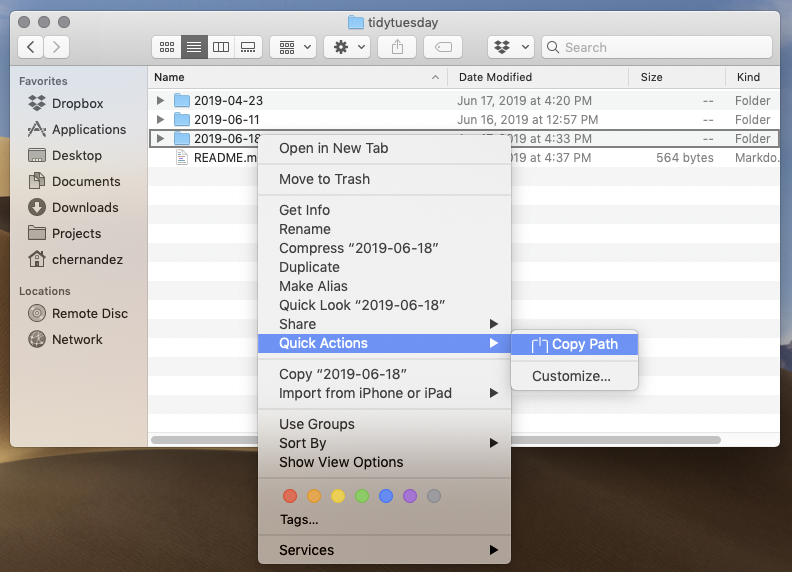 tidytuesday
Search
Favorites
Dropbox
Applications
Desktop
Documents
Downloads
Projects
chernandez
Locations
Remote Disc
Network
Name Date Modified Size Kind
2019-04-23 Jun 17, 2019 at 4:20 PM -- Folder
2019-06-11 Jun 16, 2019 at 12:57 PM -- Folder
2019-06-18 2019 at 4:33 PM -- Folder
README.m 2019 at 4:37 PM 564 bytes Markdo.
Open in New Tab
Move to Trash
Get Info
Rename
Compress “2019-06-18”
Duplicate
Make Alias
Quick Look “2019-06-18”
Share
Quick Actions
Copy Path
Customize...
Copy “2019-06-18”
Import from iPhone or iPad
Use Groups
Sort By
Show View Options
Tags...
Services